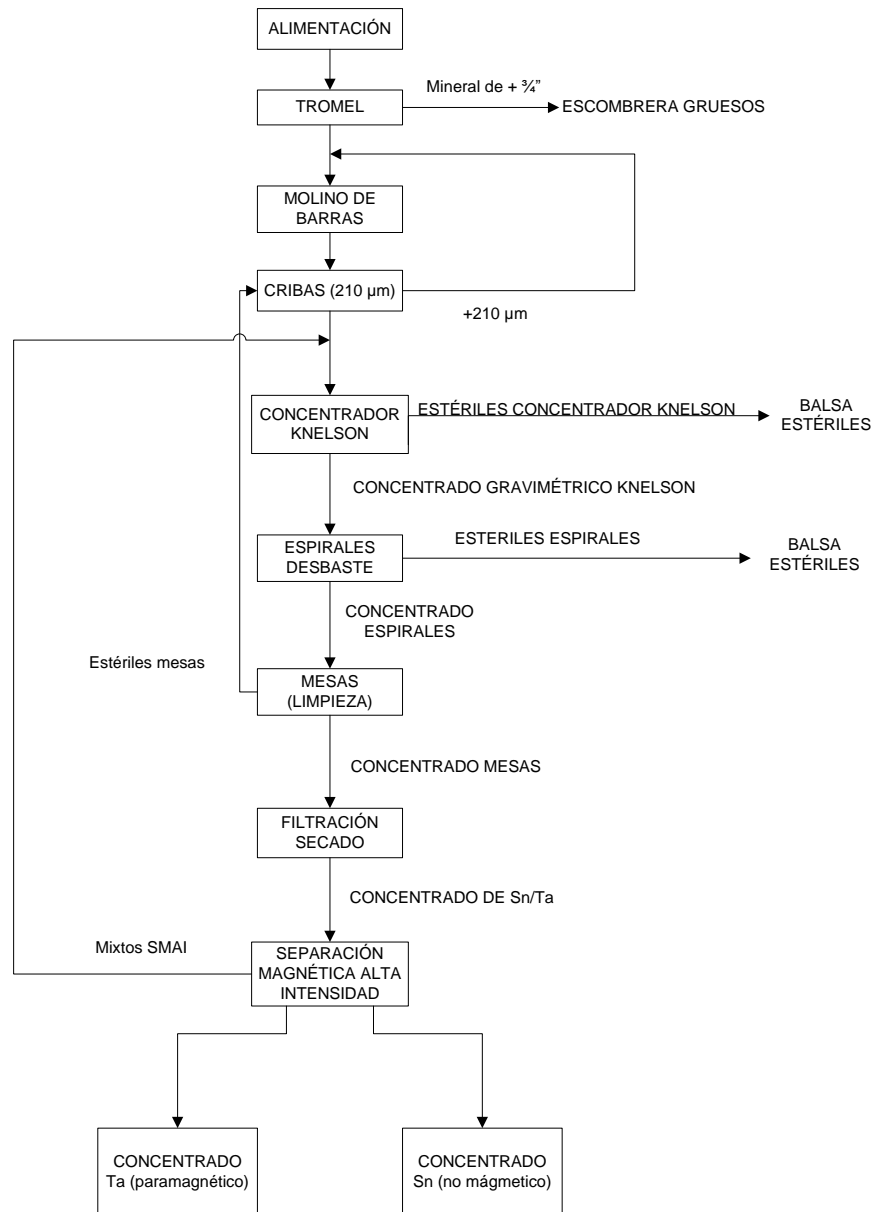 ALIMENTACIÓN
Mineral de + ¾”
TROMEL
ESCOMBRERA GRUESOS
MOLINO DE
BARRAS
CRIBAS (210 µm)
+210 µm
CONCENTRADOR
KNELSON
ESTÉRILES CONCENTRADOR KNELSON
BALSA
ESTÉRILES
CONCENTRADO GRAVIMÉTRICO KNELSON
ESPIRALES
DESBASTE
ESTERILES ESPIRALES
BALSA
ESTÉRILES
CONCENTRADO
ESPIRALES
Estériles mesas
MESAS
(LIMPIEZA)
CONCENTRADO MESAS
FILTRACIÓN
SECADO
CONCENTRADO DE Sn/Ta
Mixtos SMAI
SEPARACIÓN
MAGNÉTICA ALTA
INTENSIDAD
CONCENTRADO
Ta (paramagnético)
CONCENTRADO
Sn (no mágmetico)